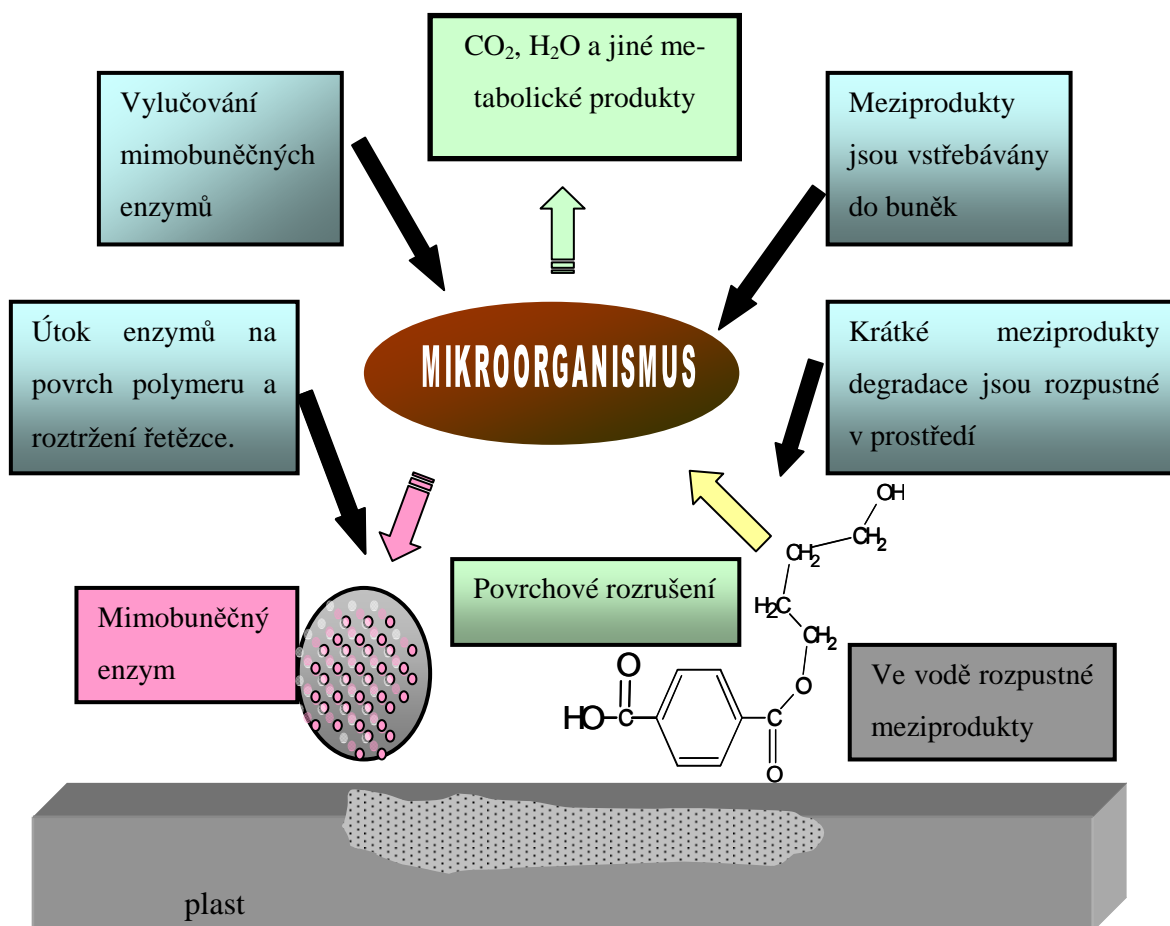 CO₂, H₂O a jiné me-
tabolické produkty
Vylučování
mimobuněčných
enzymů
Meziprodukty
jsou vstřebávány
do buněk
Útok enzymů na
povrch polymeru a
roztržení řetězce.
MIKROORGANISMUS
Krátké meziprodukty
degradace jsou rozpustné
v prostředí
OH
CH₂
CH₂
H₂C
CH₂
O
Povrchové rozrušení
Mimobuněčný
enzym
O
HO C
C
O
Ve vodě rozpustné
meziprodukty
plast